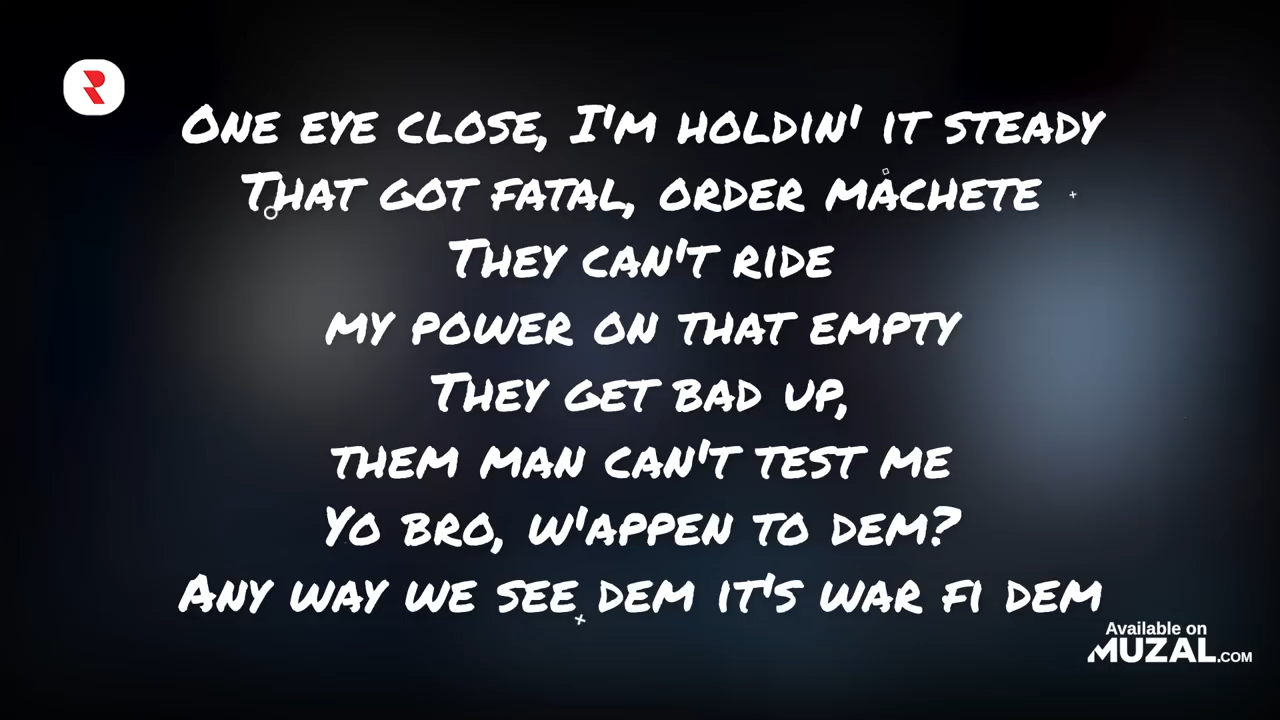 One eye close, I'm holdin' it steady
That got fatal, order machete
They can't ride
my power on that empty
They get bad up,
them man can't test me
Yo bro, w'appen to dem?
Any way we see dem it's war fi dem
Available on
MUZAL.COM